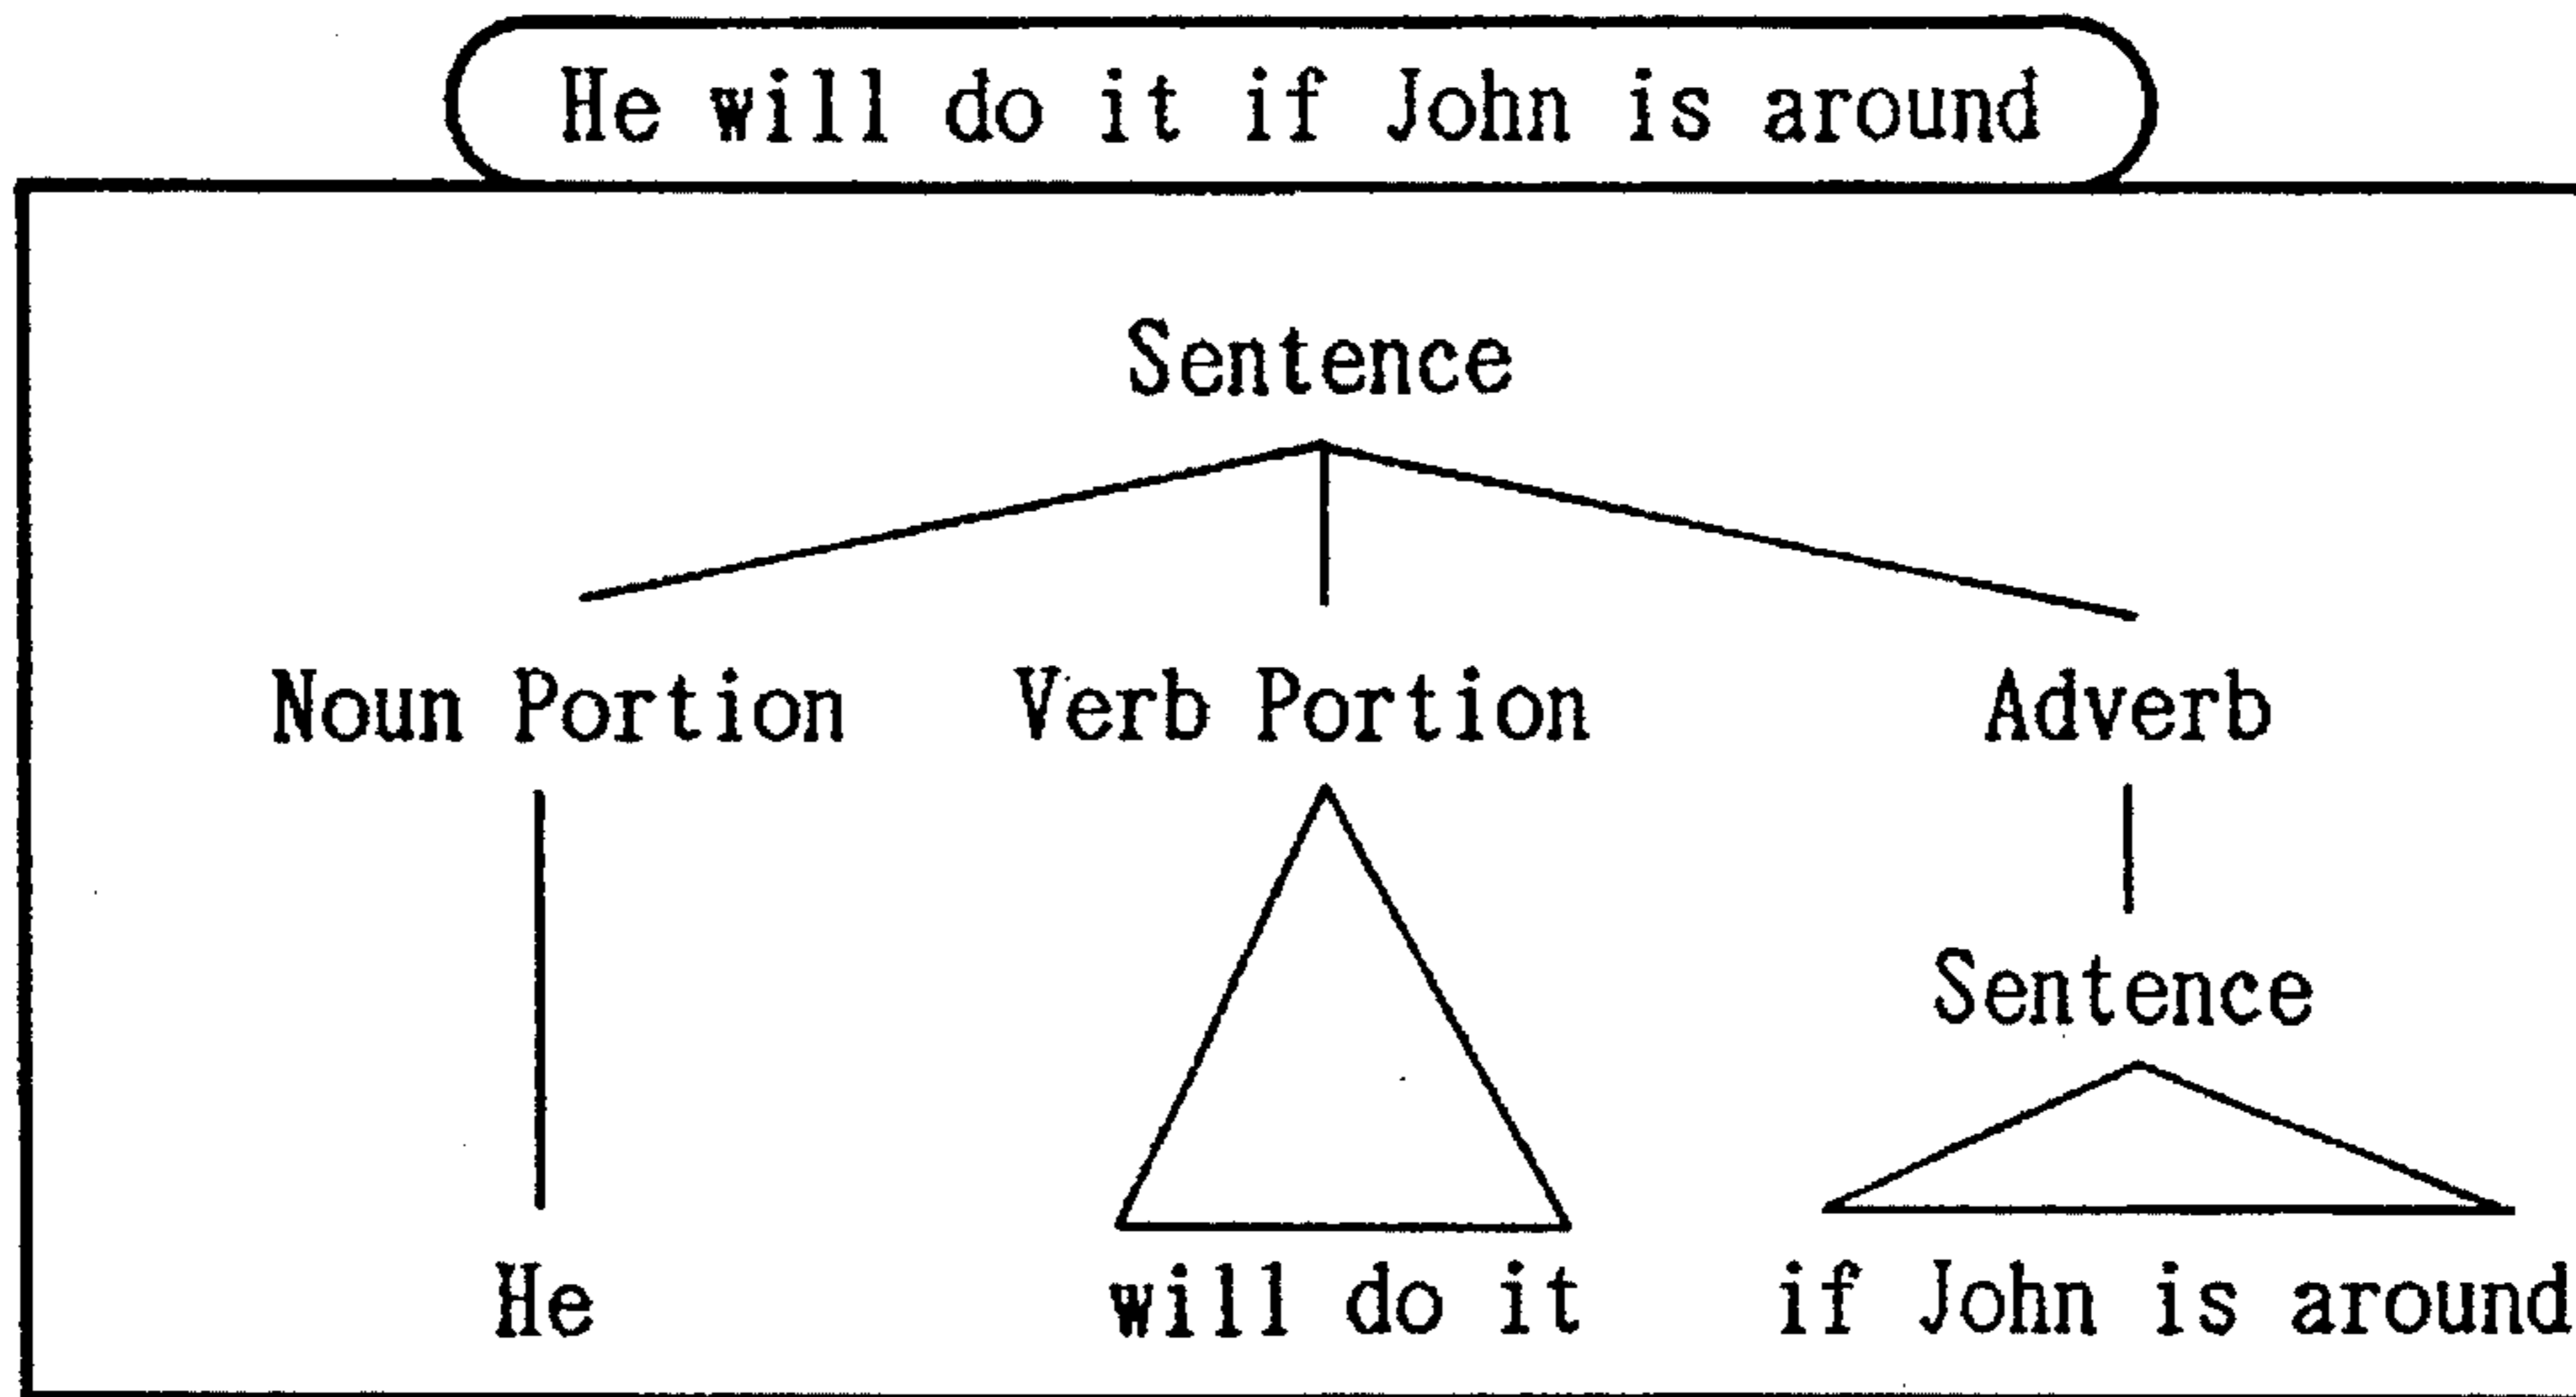 He will do it if John is around
Sentence
Noun Portion Verb Portion Adverb
Sentence
He will do it if John is around